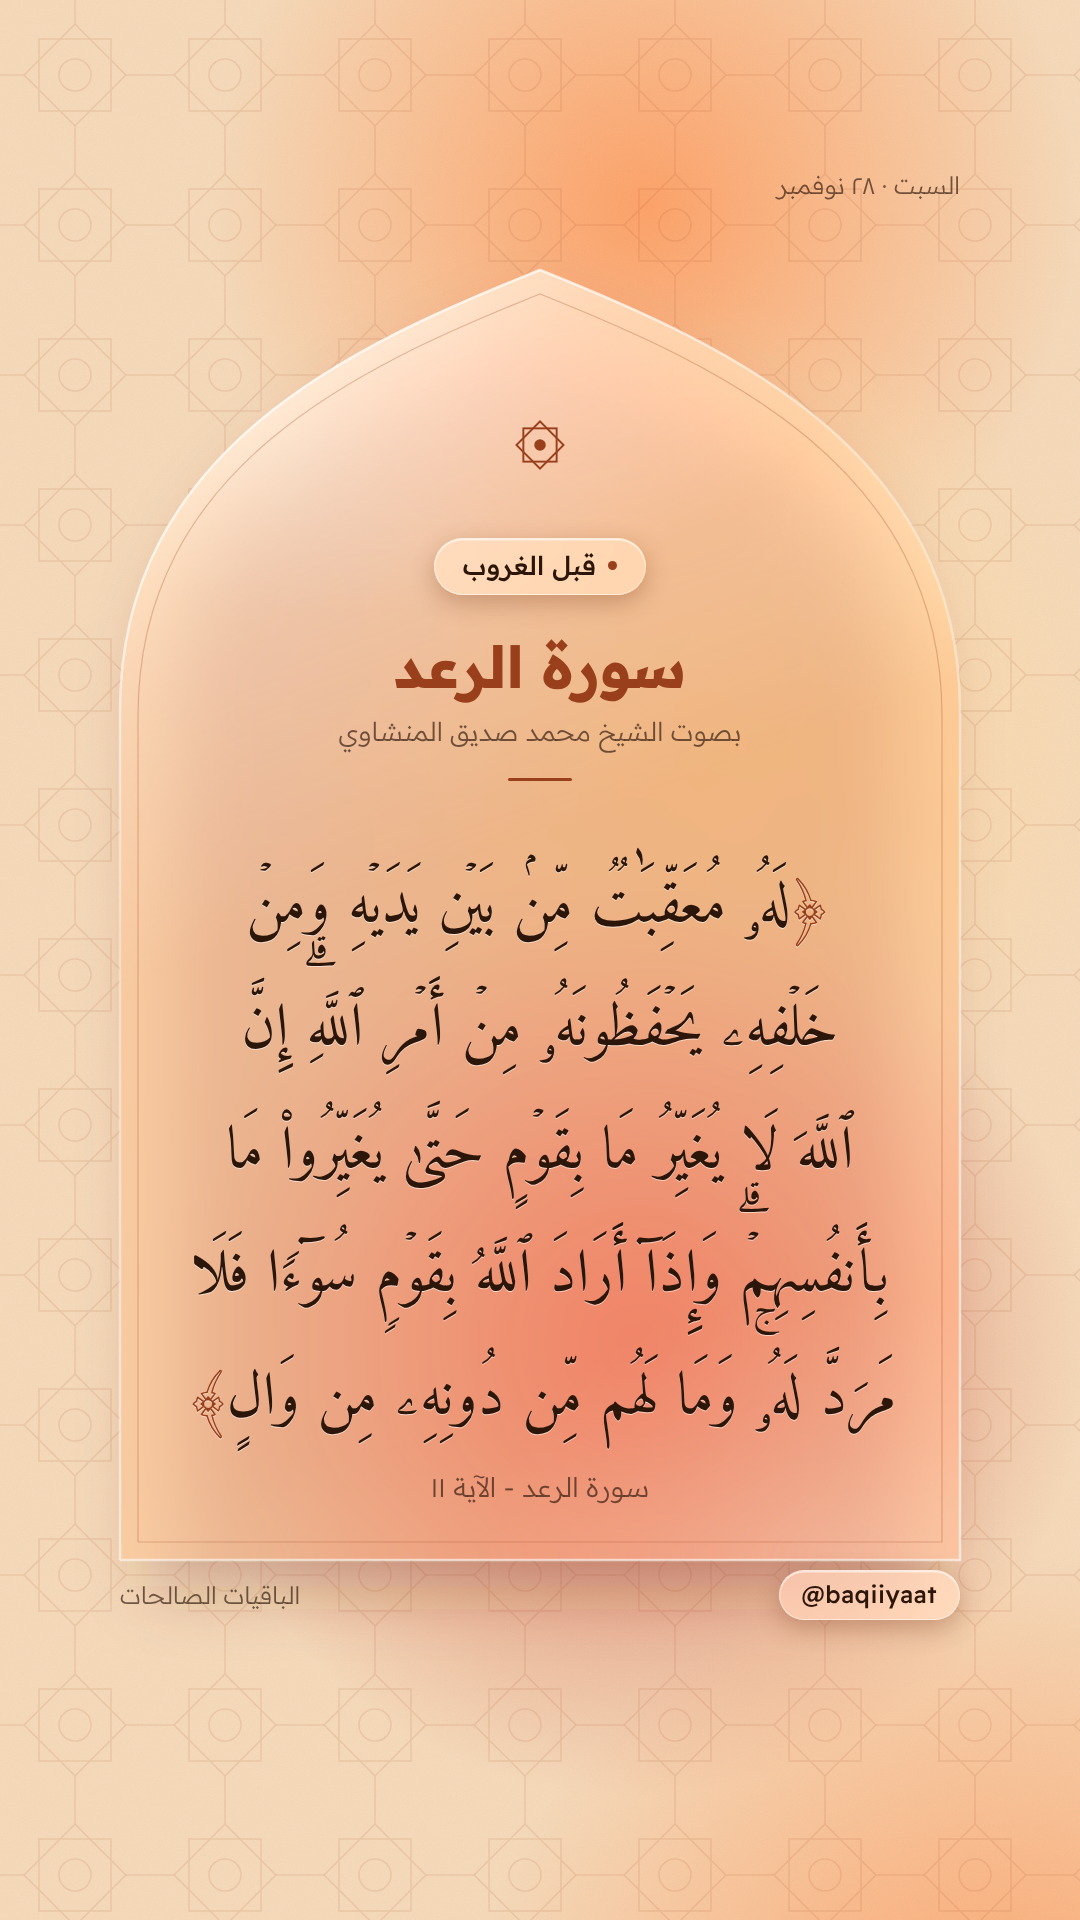 السبت · ٢٨ نوفمبر
قبل الغروب
سورة الرعد
بصوت الشيخ محمد صديق المنشاوي
﴿لَهُۥ مُعَقِّبَٰتٌۭ مِّنۢ بَيْنِ يَدَيْهِ وَمِنْ
خَلْفِهِۦ يَحْفَظُونَهُۥ مِنْ أَمْرِ ٱللَّهِ ۗ إِنَّ
ٱللَّهَ لَا يُغَيِّرُ مَا بِقَوْمٍ حَتَّىٰ يُغَيِّرُوا۟ مَا
بِأَنفُسِهِمْ ۗ وَإِذَآ أَرَادَ ٱللَّهُ بِقَوْمٍۢ سُوٓءًۭا فَلَا
مَرَدَّ لَهُۥ ۚ وَمَا لَهُم مِّن دُونِهِۦ مِن وَالٍ﴾
سورة الرعد - الآية ١١
@baqiiyaat
الباقيات الصالحات